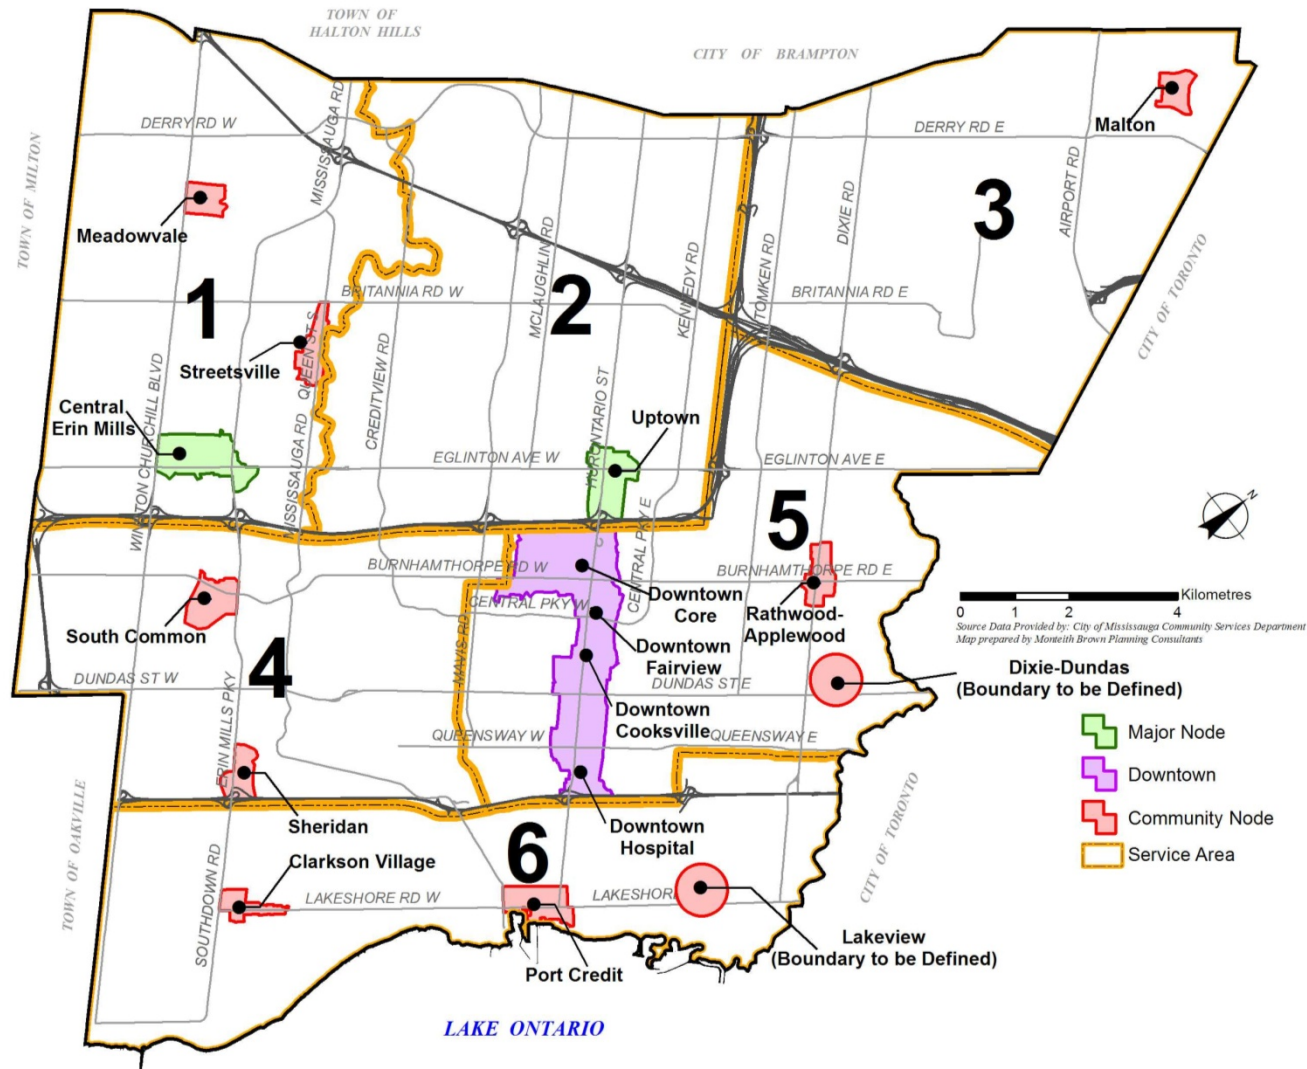 TOWN OF
HALTON HILLS
CITY OF BRAMPTON
TOWN OF MILTON
DERRY RD W
MISSISSAUGA RD
DERRY RD E
Malton
AIRPORT RD
3
DIXIE RD
TOMKEN RD
KENNEDY RD
MCLAUGHLIN RD
Meadowvale
1
2
BRITANNIA RD W
BRITANNIA RD E
CITY OF TORONTO
Streetsville
QUEEN ST S
CREDITVIEW RD
WINSTON CHURCHILL BLVD
Central
Erin Mills
MISSISSAUGA RD
HURONTARIO ST
Uptown
EGLINTON AVE W
EGLINTON AVE E
CENTRAL PKY E
5
N
BURNHAMTHORPE RD W
BURNHAMTHORPE RD E
Downtown
Core
CENTRAL PKY W
Rathwood-
Applewood
0 1 2 4 Kilometres
Source Data Provided by: City of Mississauga Community Services Department
Map prepared by Monteith Brown Planning Consultants
South Common
MAVIS RD
Downtown
Fairview
4
DUNDAS ST W
DUNDAS ST E
Dixie-Dundas
(Boundary to be Defined)
ERIN MILLS PKY
Downtown
Cooksville
QUEENSWAY W
QUEENSWAY E
Major Node
Downtown
Community Node
Service Area
TOWN OF OAKVILLE
Sheridan
Downtown
Hospital
CITY OF TORONTO
6
Clarkson Village
SOUTHDOWN RD
LAKESHORE RD W
LAKESHOR
Lakeview
(Boundary to be Defined)
Port Credit
LAKE ONTARIO